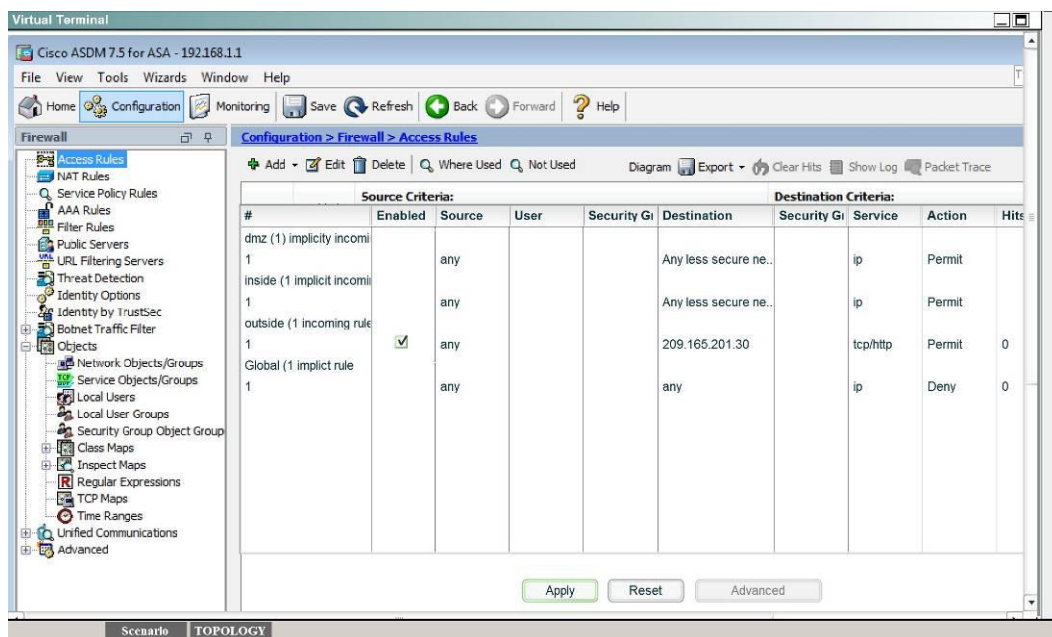 Virtual Terminal
Cisco ASDM 7.5 for ASA - 192.168.1.1
File View Tools Wizards Window Help
Home Configuration Monitoring Save Refresh Back Forward Help
Firewall
Access Rules
NAT Rules
Service Policy Rules
AAA Rules
Filter Rules
Public Servers
URL Filtering Servers
Threat Detection
Identity Options
Identity by TrustSec
Botnet Traffic Filter
Objects
Network Objects/Groups
Service Objects/Groups
Local Users
Local User Groups
Security Group Object Group
Class Maps
Inspect Maps
Regular Expressions
TCP Maps
Time Ranges
Unified Communications
Advanced
Configuration > Firewall > Access Rules
Add Edit Delete Where Used Not Used Diagram Export Clear Hits Show Log Packet Trace
Source Criteria: Destination Criteria:
# Enabled Source User Security Gr Destination Security Gr Service Action Hits
dmz (1) implicity incomi
1 any Any less secure ne.. ip Permit
inside (1 implicit incomin
1 any Any less secure ne.. ip Permit
outside (1 incoming rule
1 any 209.165.201.30 tcp/http Permit 0
Global (1 implict rule
1 any any ip Deny 0
Apply Reset Advanced
Scenario TOPOLOGY